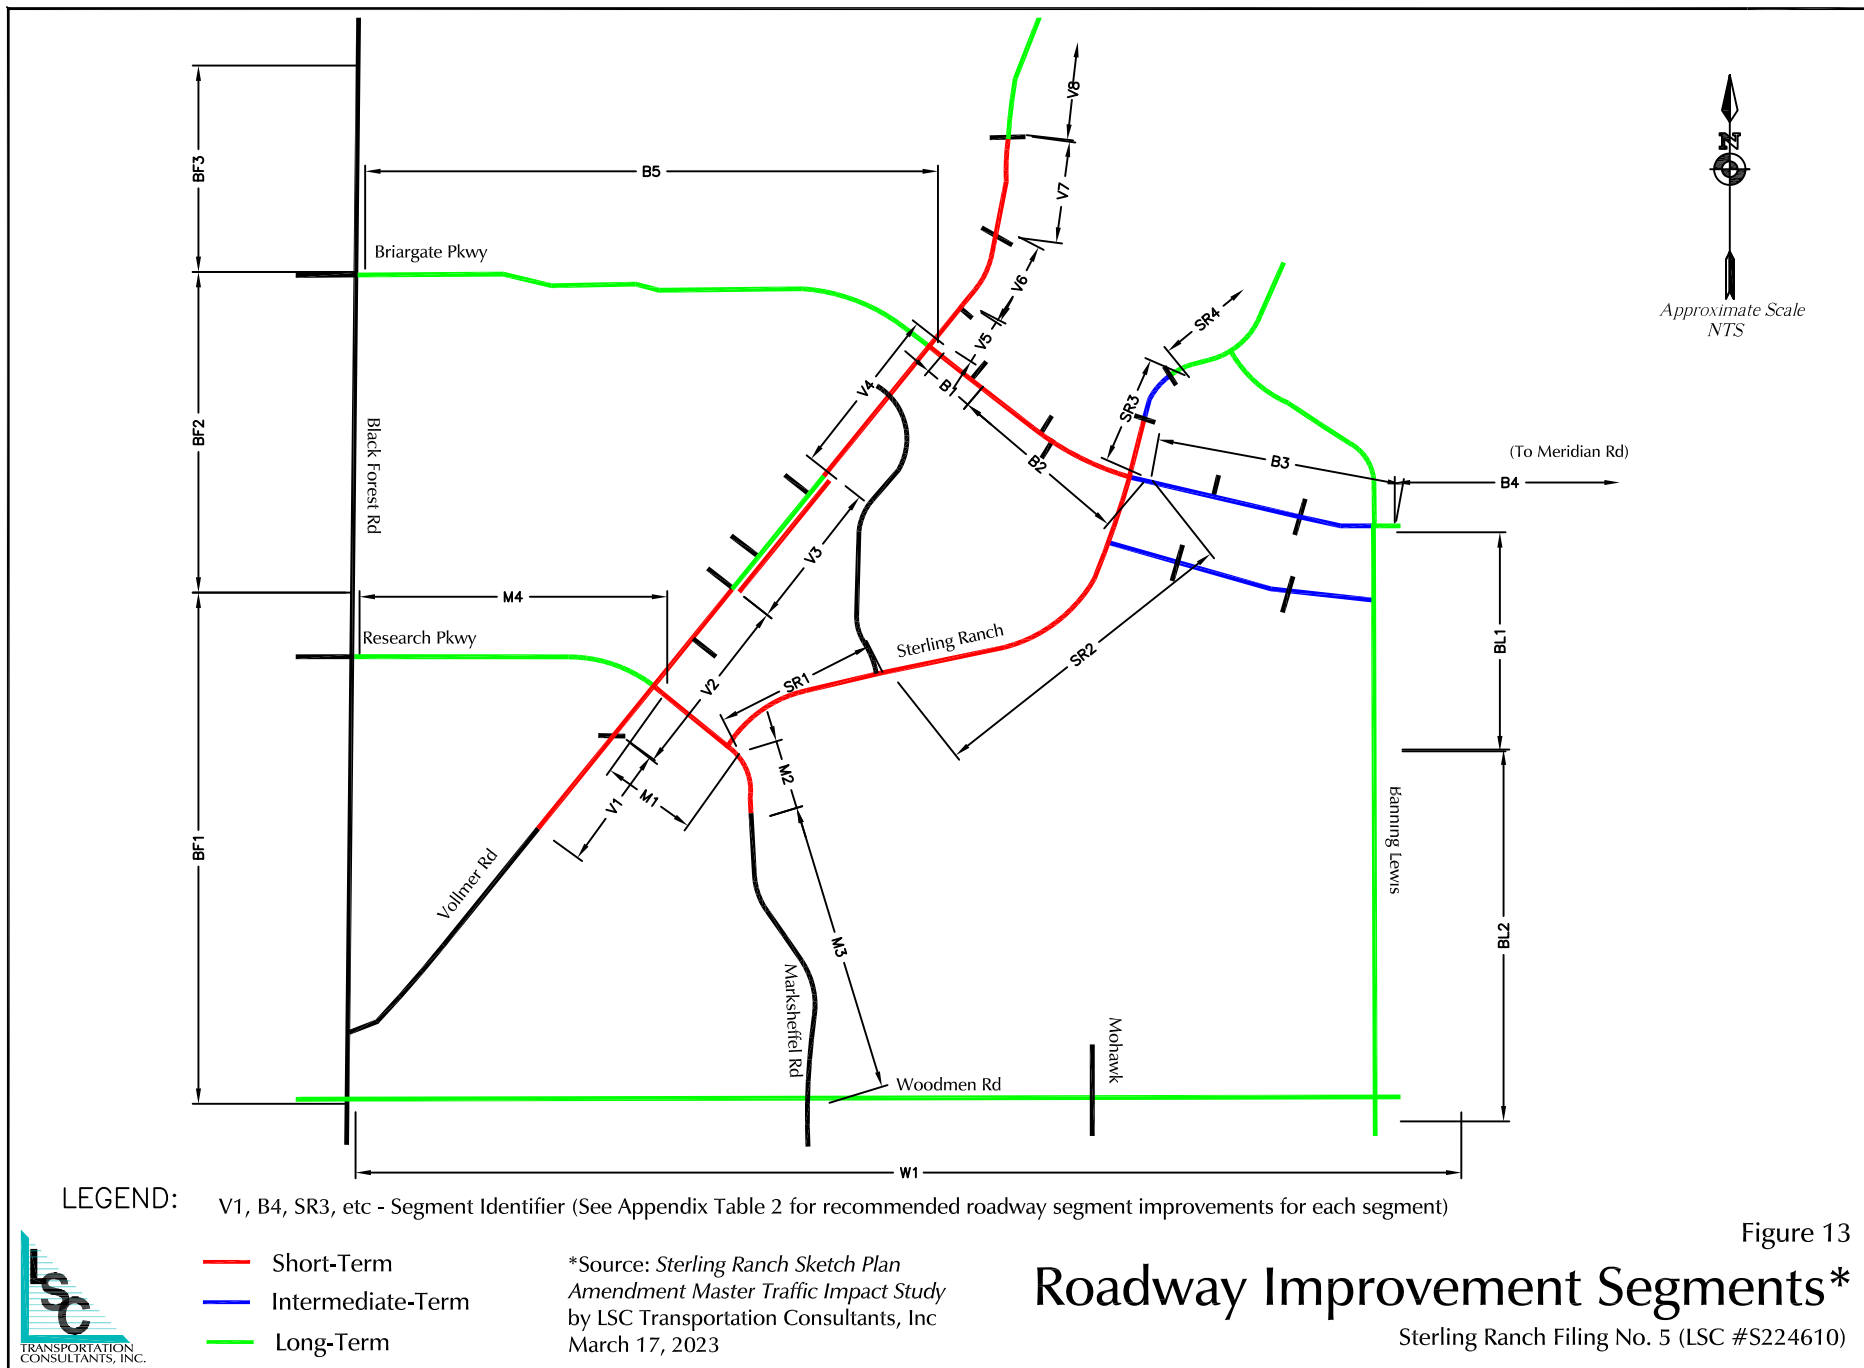 BF3
B5
V8
V7
N
Briargate Pkwy
V6
SR4
Approximate Scale
NTS
V5
V4
B1
SR3
BF2
Black Forest Rd
B2
B3
(To Meridian Rd)
B4
V3
M4
Research Pkwy
Sterling Ranch
SR2
BL1
SR1
V2
M2
M1
V1
BF1
Vollmer Rd
Banning Lewis
M3
BL2
Marksheffel Rd
Mohawk
Woodmen Rd
W1
LEGEND:
V1, B4, SR3, etc - Segment Identifier (See Appendix Table 2 for recommended roadway segment improvements for each segment)
Short-Term
Intermediate-Term
Long-Term
*Source: Sterling Ranch Sketch Plan
Amendment Master Traffic Impact Study
by LSC Transportation Consultants, Inc
March 17, 2023
Figure 13
Roadway Improvement Segments*
Sterling Ranch Filing No. 5 (LSC #S224610)
LSC
TRANSPORTATION
CONSULTANTS, INC.